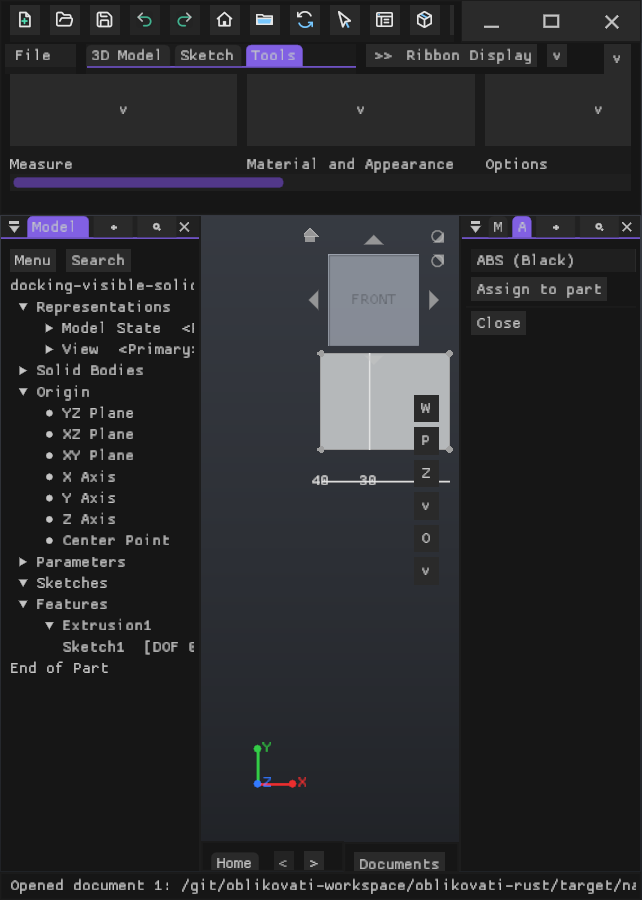 File 3D Model Sketch Tools >> Ribbon Display v v
v v v
Measure Material and Appearance Options
Model
M A
Menu Search
docking-visible-solid
Representations
Model State
View <Primary>
Solid Bodies
Origin
YZ Plane
XZ Plane
XY Plane
X Axis
Y Axis
Z Axis
Center Point
Parameters
Sketches
Features
Extrusion1
Sketch1 [DOF
End of Part
FRONT
W
P
Z
v
O
v
40 30
Y
Z X
ABS (Black)
Assign to part
Close
Home < > Documents
Opened document 1: /git/oblikovati-workspace/oblikovati-rust/target/na